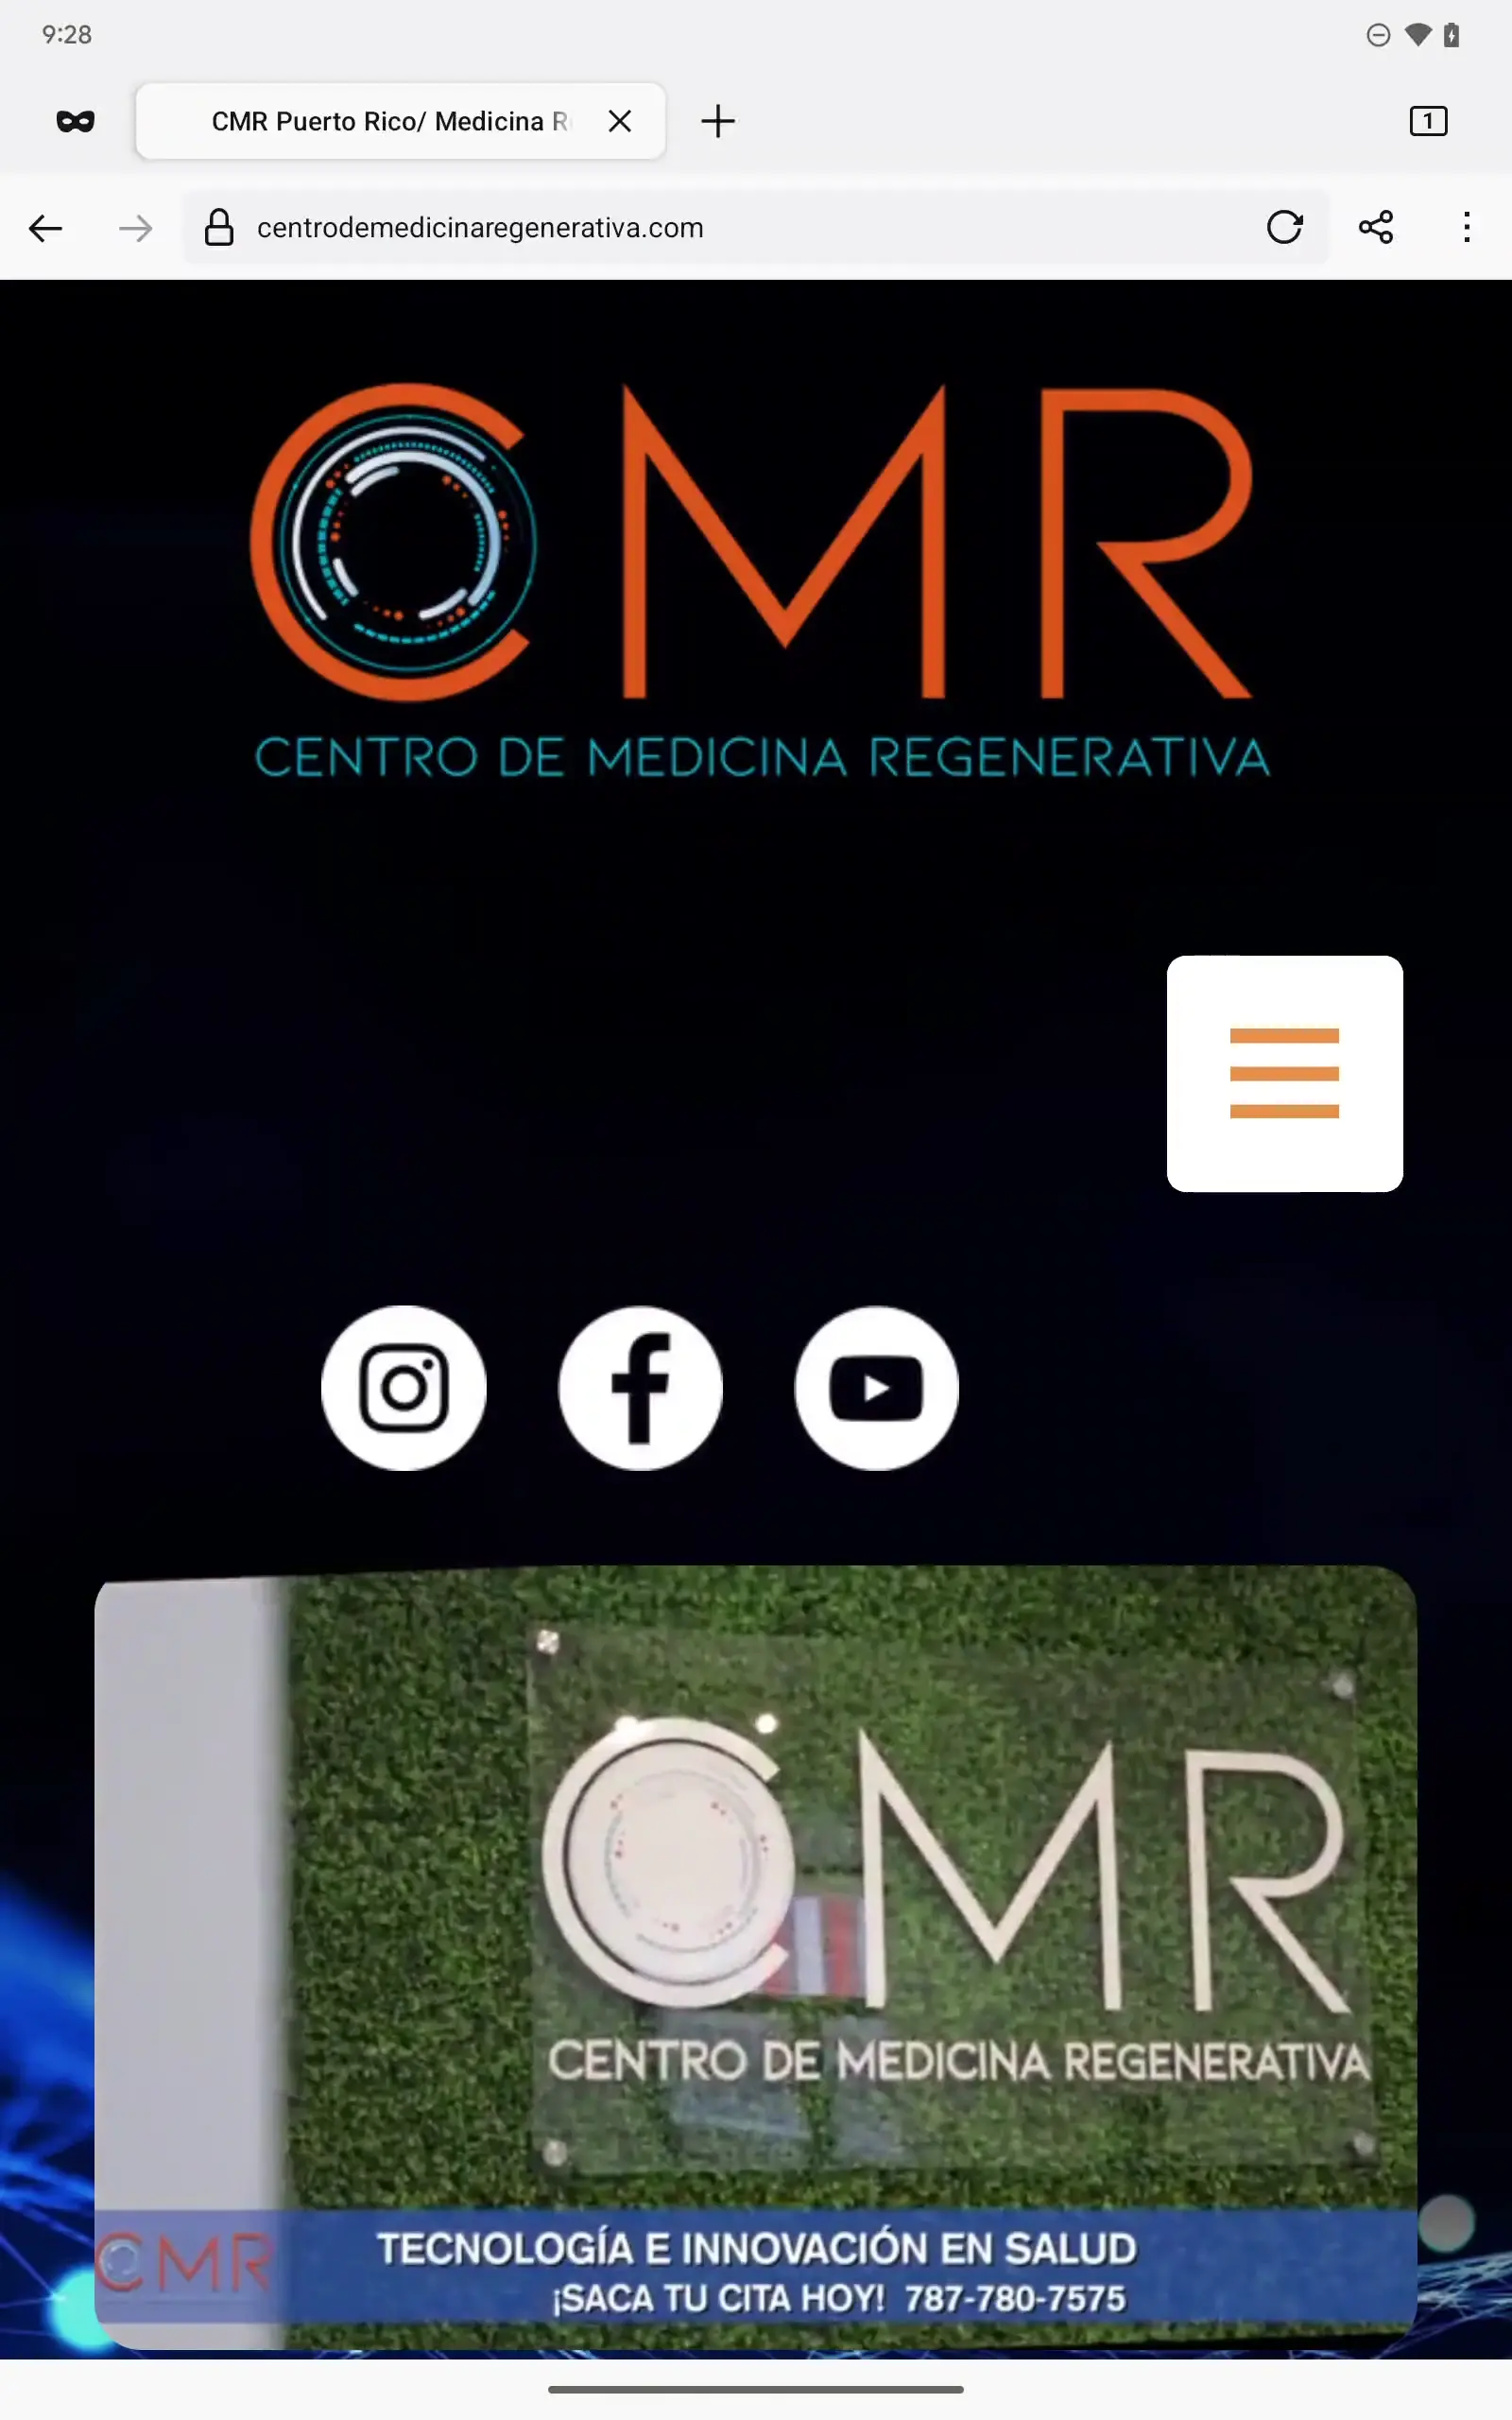 9:28
CMR Puerto Rico/ Medicina R
1
centrodemedicinaregenerativa.com
CMR
CENTRO DE MEDICINA REGENERATIVA
CMR
CENTRO DE MEDICINA REGENERATIVA
CMR
TECNOLOGÍA E INNOVACIÓN EN SALUD
¡SACA TU CITA HOY! 787-780-7575